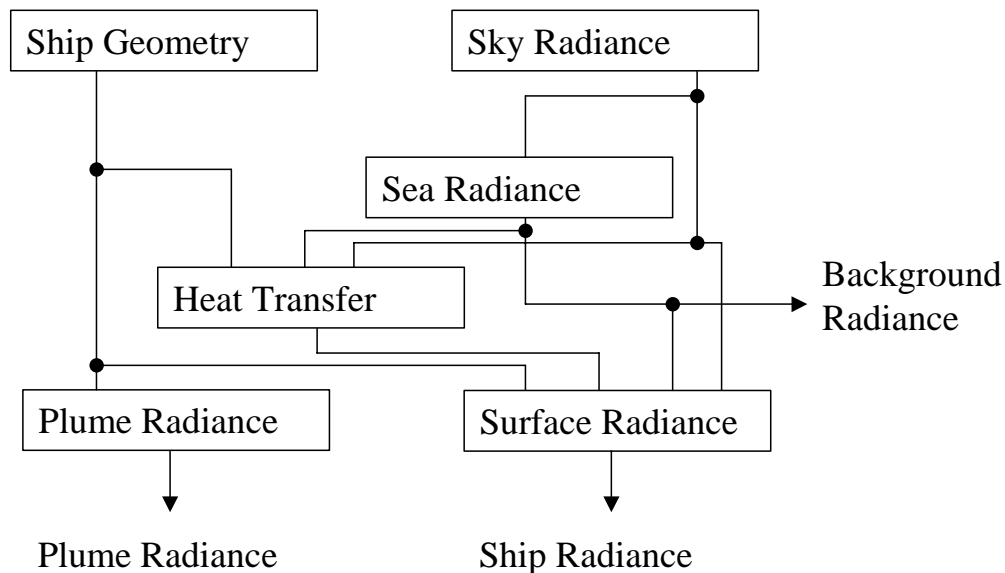 Ship Geometry
Sky Radiance
Sea Radiance
Heat Transfer
Background
Radiance
Plume Radiance
Surface Radiance
Plume Radiance
Ship Radiance